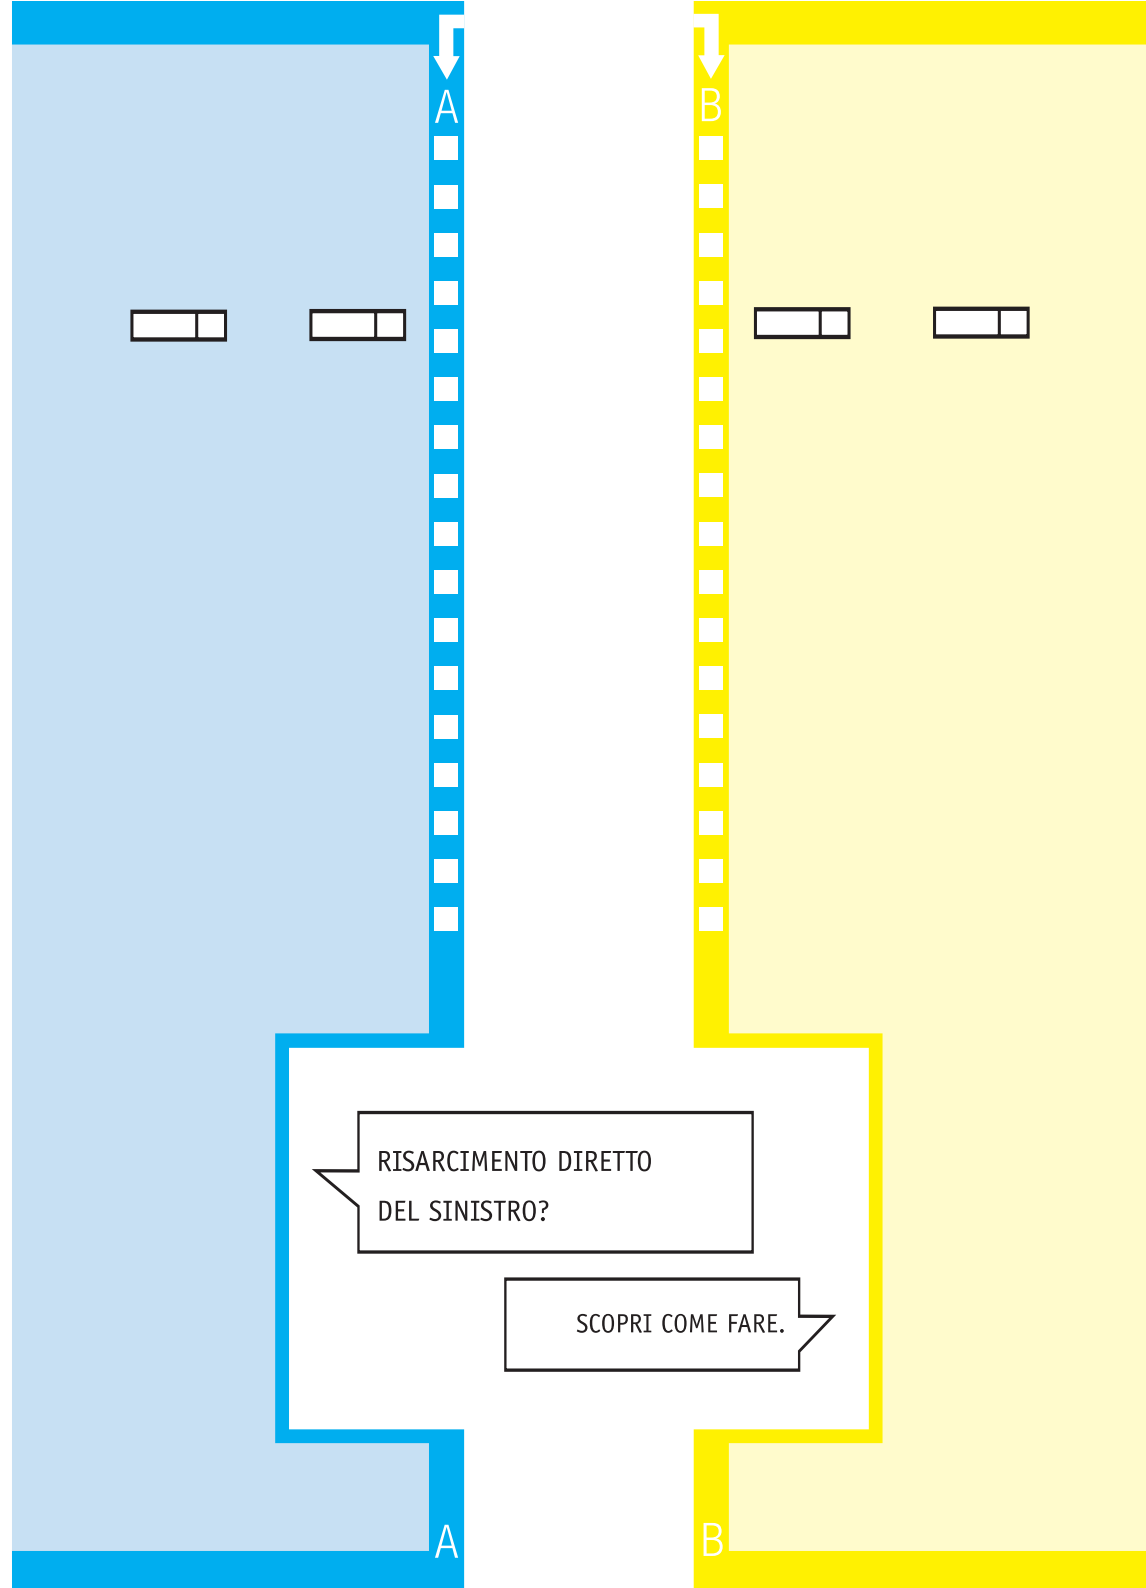 A
B
RISARCIMENTO DIRETTO
DEL SINISTRO?
SCOPRI COME FARE.
A
B